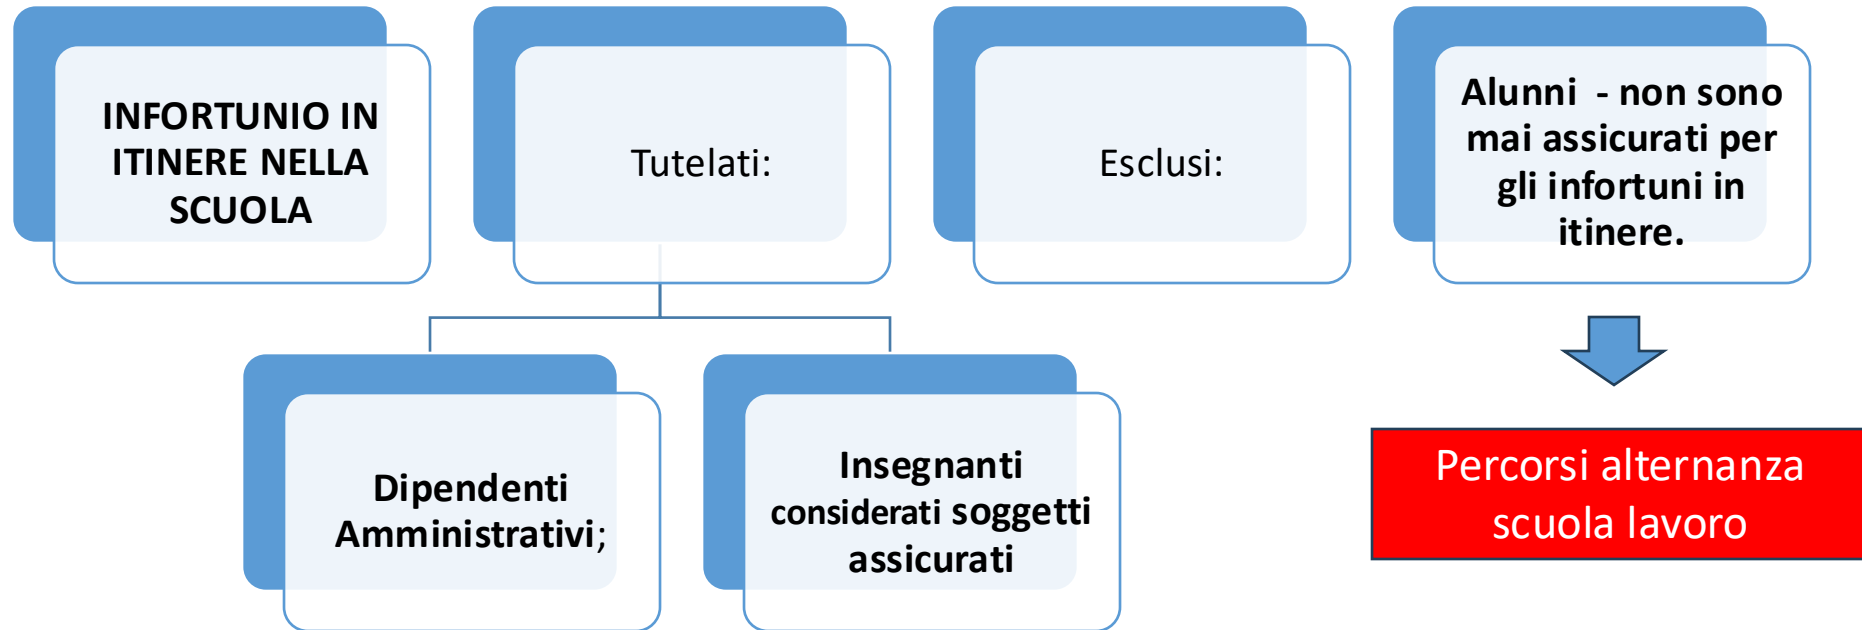 INFORTUNIO IN
ITINERE NELLA
SCUOLA
Tutelati:
Esclusi:
Alunni - non sono
mai assicurati per
gli infortuni in
itinere.
Dipendenti
Amministrativi;
Insegnanti
considerati soggetti
assicurati
Percorsi alternanza
scuola lavoro